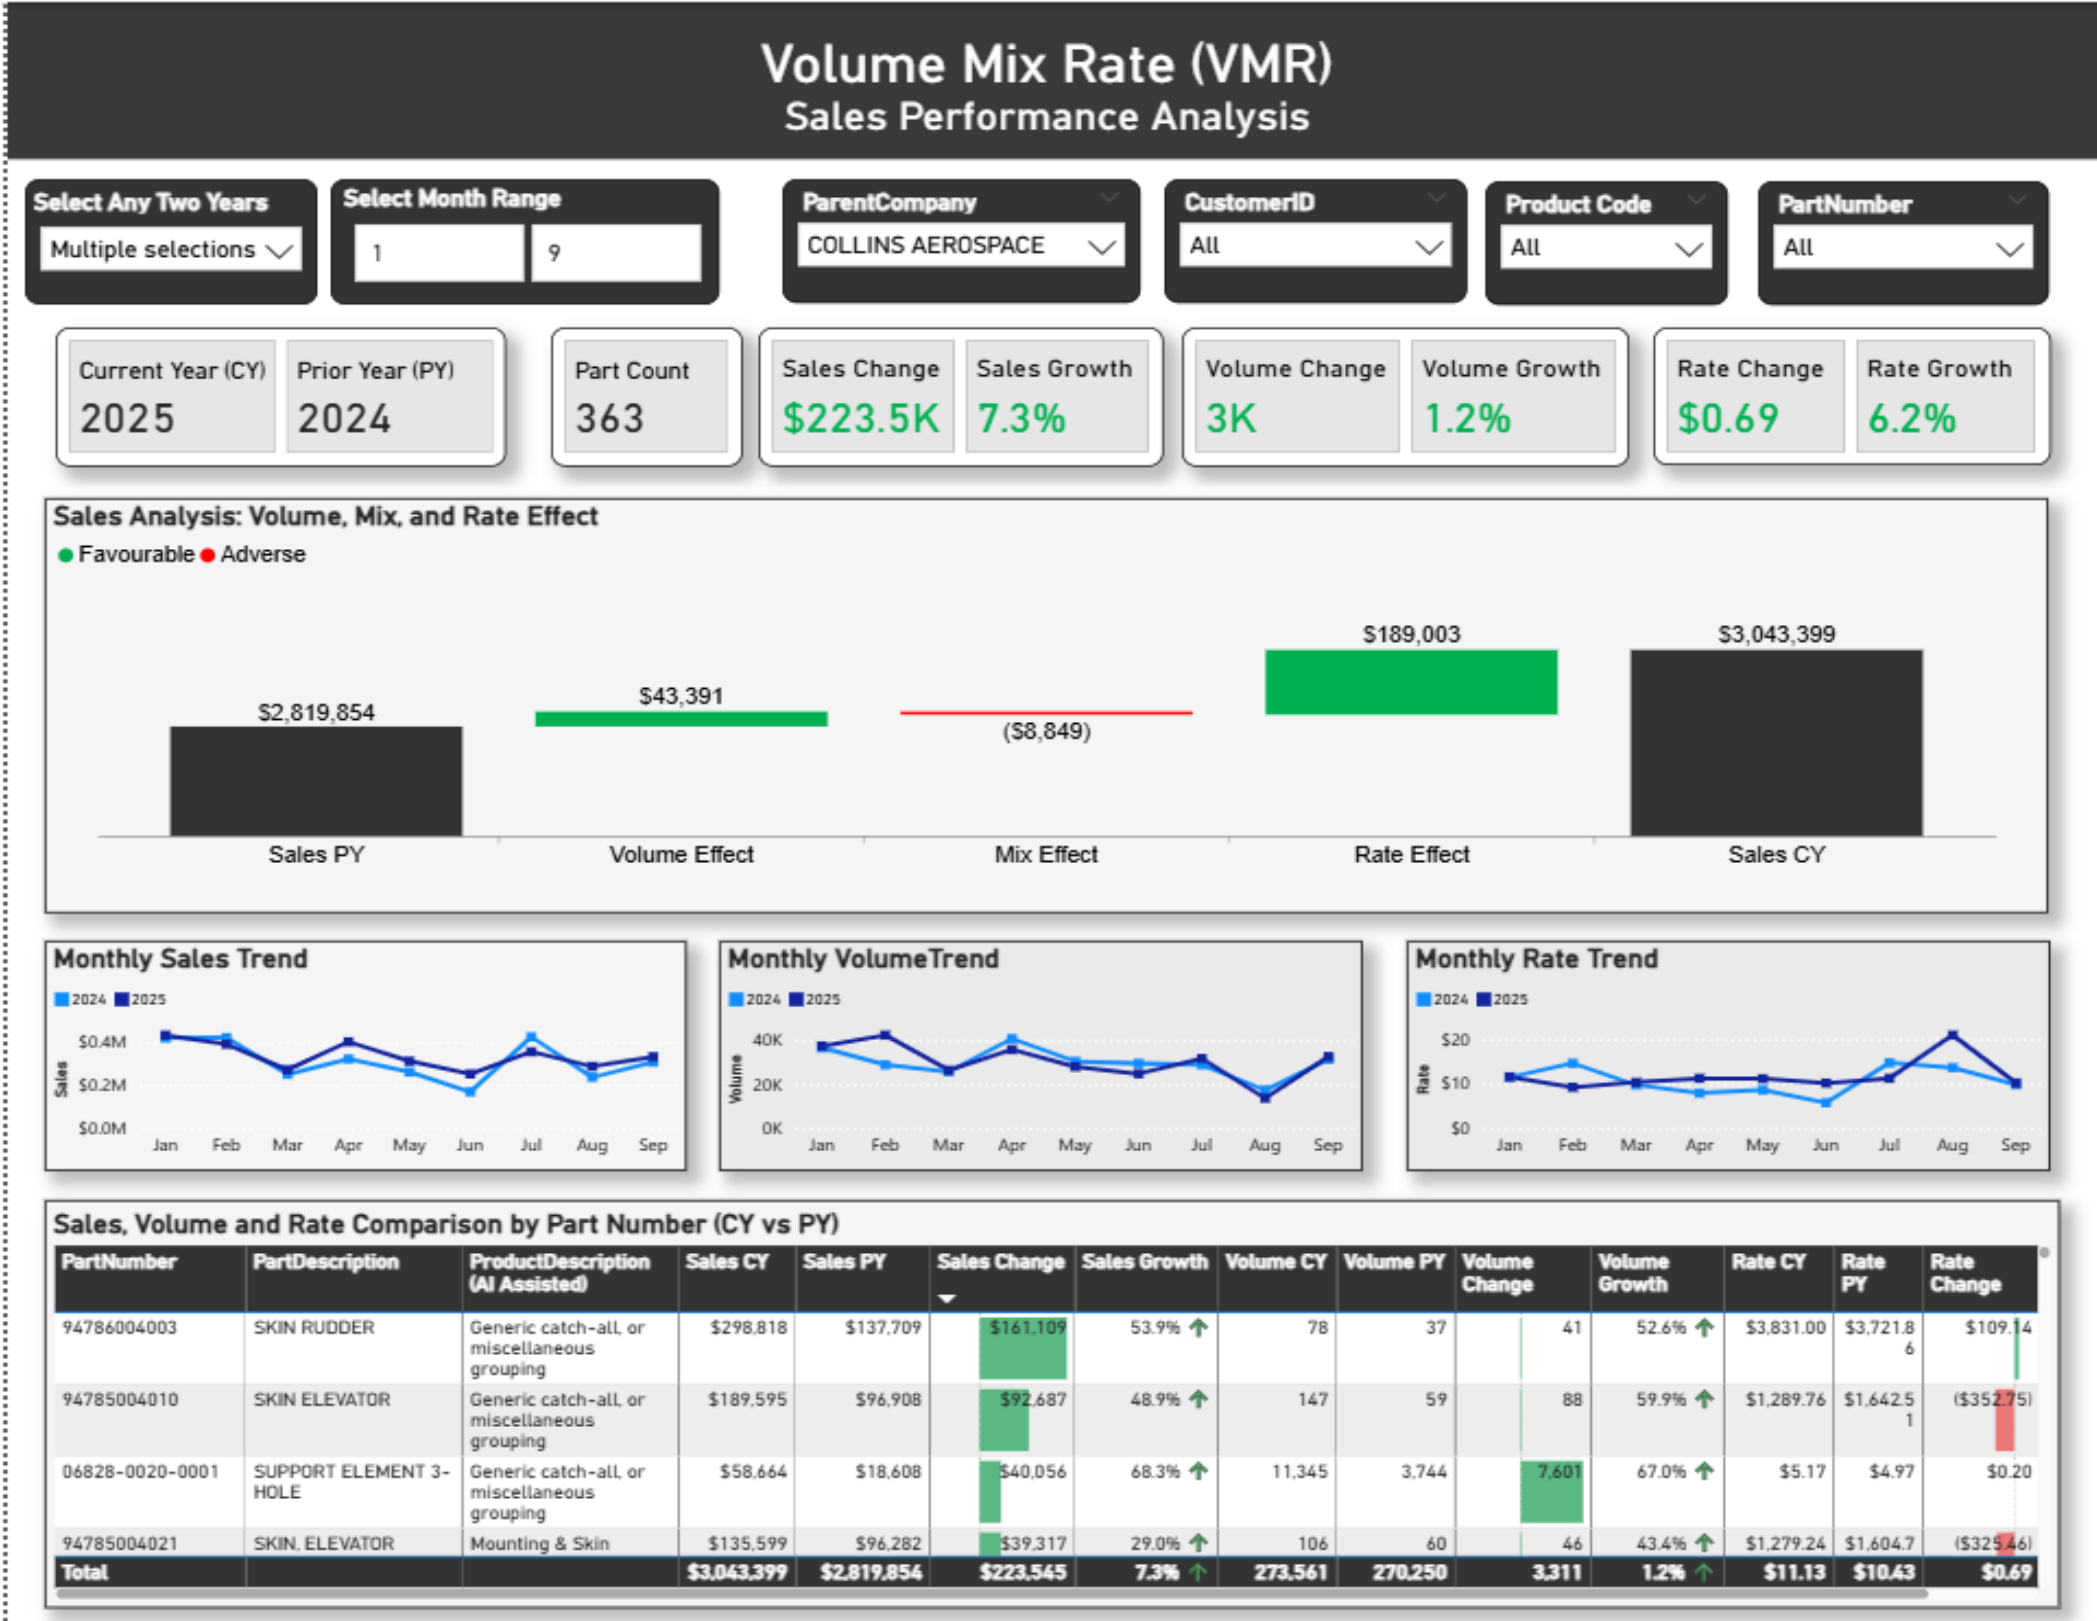 Volume Mix Rate (VMR)
Sales Performance Analysis
Select Any Two Years
Multiple selections
Select Month Range
1 9
ParentCompany
COLLINS AEROSPACE
CustomerID
All
Product Code
All
PartNumber
All
Current Year (CY)
2025
Prior Year (PY)
2024
Part Count
363
Sales Change
$223.5K
Sales Growth
7.3%
Volume Change
3K
Volume Growth
1.2%
Rate Change
$0.69
Rate Growth
6.2%
Sales Analysis: Volume, Mix, and Rate Effect
Favourable Adverse
$2,819,854
$43,391
($8,849)
$189,003
$3,043,399
Sales PY Volume Effect Mix Effect Rate Effect Sales CY
Monthly Sales Trend
2024 2025
Sales
$0.4M
$0.2M
$0.0M
Jan Feb Mar Apr May Jun Jul Aug Sep
Monthly VolumeTrend
2024 2025
Volume
40K
20K
0K
Jan Feb Mar Apr May Jun Jul Aug Sep
Monthly Rate Trend
2024 2025
Rate
$20
$10
$0
Jan Feb Mar Apr May Jun Jul Aug Sep
Sales, Volume and Rate Comparison by Part Number (CY vs PY)
PartNumber PartDescription ProductDescription Sales CY Sales PY Sales Change Sales Growth Volume CY Volume PY Volume Volume Rate CY Rate Rate
(AI Assisted) Change Growth PY Change
94786004003 SKIN RUDDER Generic catch-all, or $298,818 $137,709 $161,109 53.9% 78 37 41 52.6% $3,831.00 $3,721.8 $109.14
miscellaneous 6
grouping
94785004010 SKIN ELEVATOR Generic catch-all, or $189,595 $96,908 $92,687 48.9% 147 59 88 59.9% $1,289.76 $1,642.5 ($352.75)
miscellaneous 1
grouping
06828-0020-0001 SUPPORT ELEMENT 3- Generic catch-all, or $58,664 $18,608 $40,056 68.3% 11,345 3,744 7,601 67.0% $5.17 $4.97 $0.20
HOLE miscellaneous
grouping
94785004021 SKIN, ELEVATOR Mounting & Skin $135,599 $96,282 $39,317 29.0% 106 60 46 43.4% $1,279.24 $1,604.7 ($325.46)
Total $3,043,399 $2,819,854 $223,545 7.3% 273,561 270,250 3,311 1.2% $11.13 $10.43 $0.69